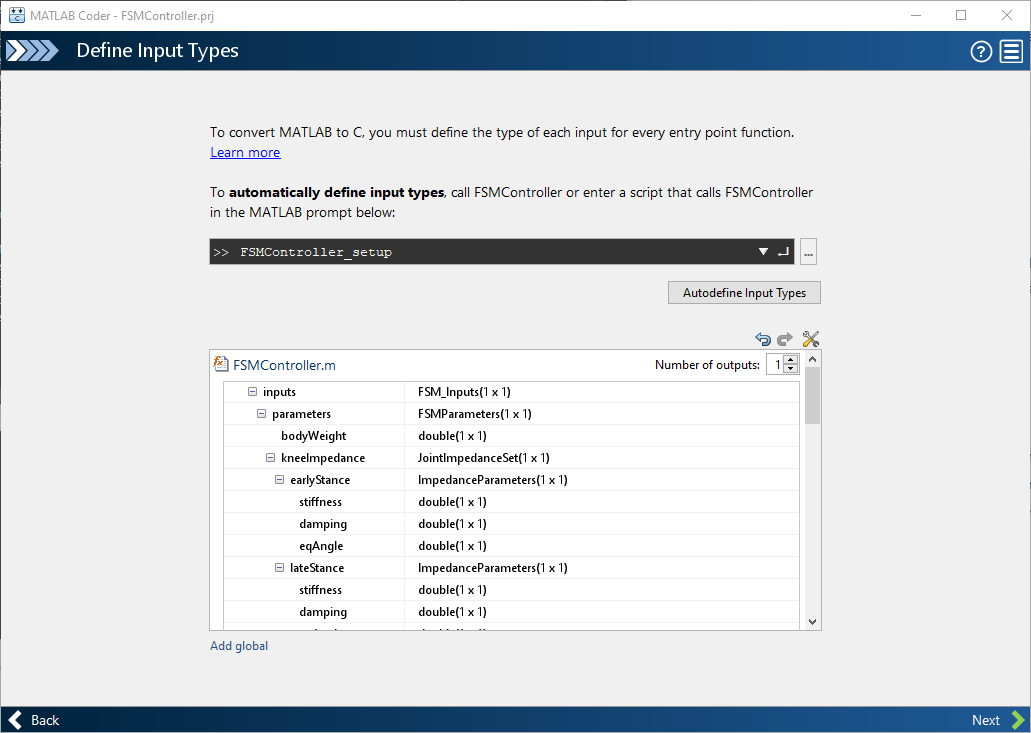 MATLAB Coder - FSMController.prj
Define Input Types
To convert MATLAB to C, you must define the type of each input for every entry point function.
Learn more
To automatically define input types, call FSMController or enter a script that calls FSMController
in the MATLAB prompt below:
>> FSMController_setup
...
Autodefine Input Types
FSMController.m Number of outputs: 1
inputs FSM_Inputs(1 x 1)
parameters FSMParameters(1 x 1)
bodyWeight double(1 x 1)
kneeImpedance JointImpedanceSet(1 x 1)
earlyStance ImpedanceParameters(1 x 1)
stiffness double(1 x 1)
damping double(1 x 1)
eqAngle double(1 x 1)
lateStance ImpedanceParameters(1 x 1)
stiffness double(1 x 1)
damping double(1 x 1)
Add global
Back Next